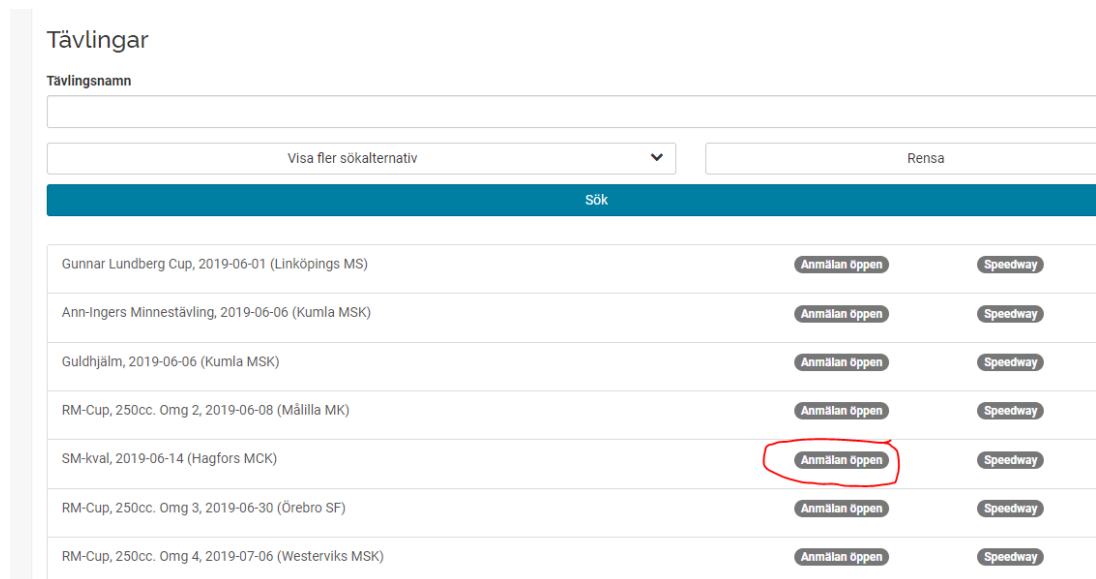 Tävlingar
Tävlingsnamn
Visa fler sökalternativ Rensa
Sök
Gunnar Lundberg Cup, 2019-06-01 (Linköpings MS) Anmälan öppen Speedway
Ann-Ingers Minnestävling, 2019-06-06 (Kumla MSK) Anmälan öppen Speedway
Guldhjälm, 2019-06-06 (Kumla MSK) Anmälan öppen Speedway
RM-Cup, 250cc. Omg 2, 2019-06-08 (Målilla MK) Anmälan öppen Speedway
SM-kval, 2019-06-14 (Hagfors MCK) Anmälan öppen Speedway
RM-Cup, 250cc. Omg 3, 2019-06-30 (Örebro SF) Anmälan öppen Speedway
RM-Cup, 250cc. Omg 4, 2019-07-06 (Westerviks MSK) Anmälan öppen Speedway